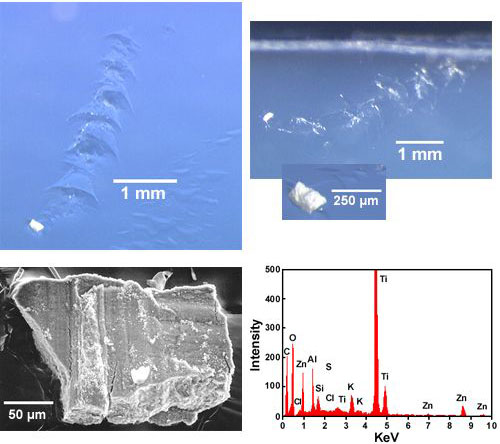 1 mm
1 mm
250 µm
50 µm
Intensity
500
400
300
200
100
0
C
O
Cl
Zn
Al
Si
S
Cl
Ti
K
K
Ti
Ti
Zn
Zn
Zn
0 1 2 3 4 5 6 7 8 9 10
KeV